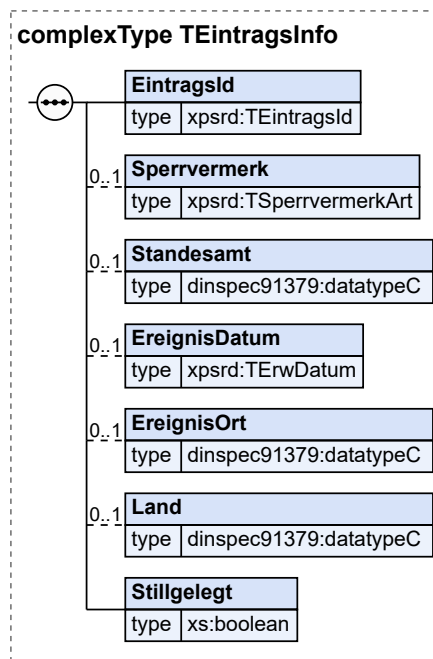 complexType TEintragsInfo
EintragsId
type xpsrd:TEintragsId
0..1
Sperrvermerk
type xpsrd:TSperrvermerkArt
0..1
Standesamt
type dinspec91379:datatypeC
0..1
EreignisDatum
type xpsrd:TErwDatum
0..1
EreignisOrt
type dinspec91379:datatypeC
0..1
Land
type dinspec91379:datatypeC
Stillgelegt
type xs:boolean